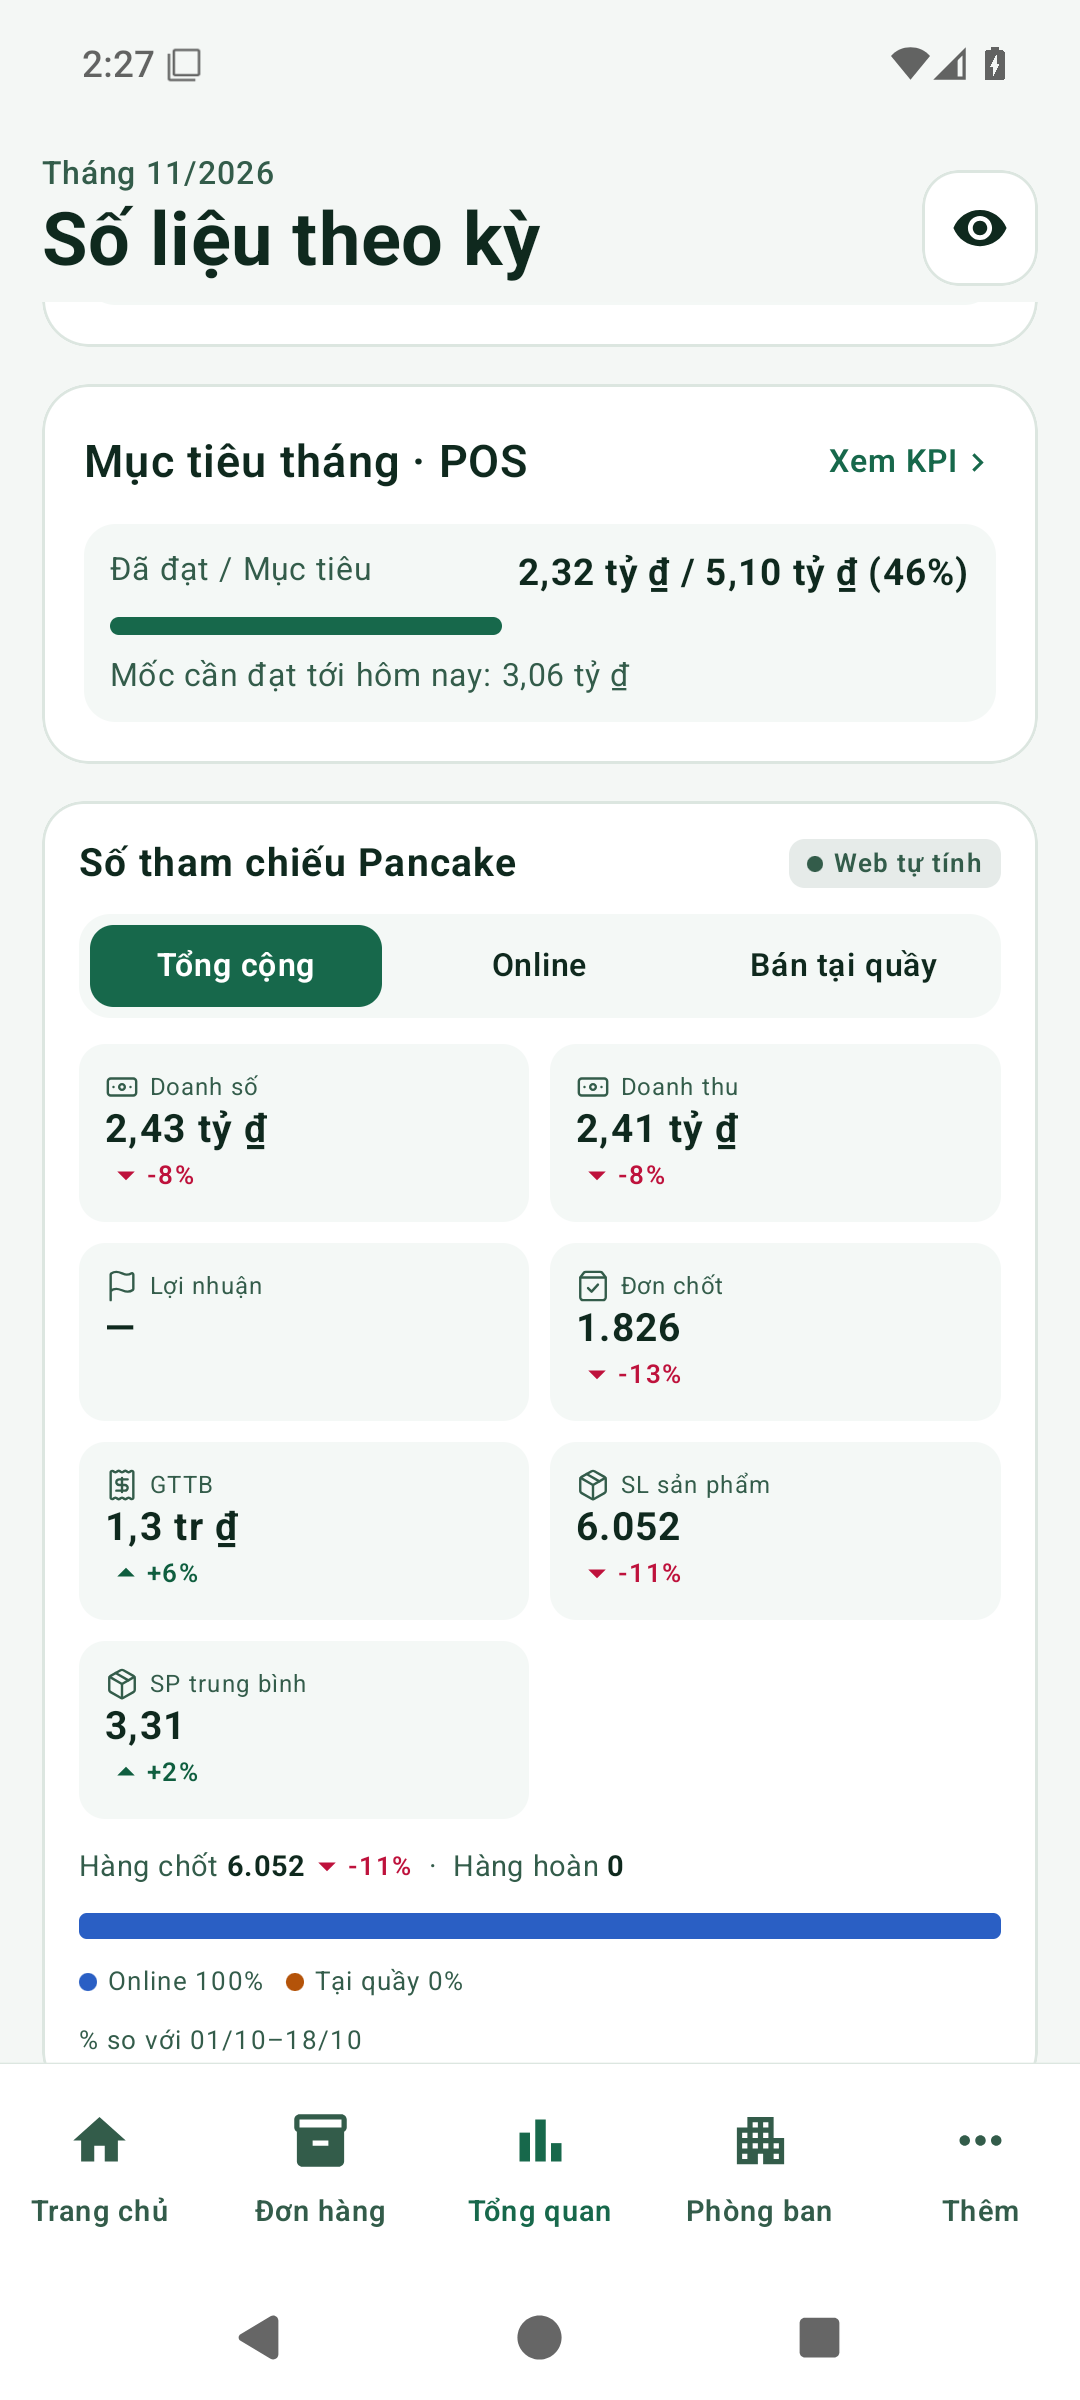 2:27
Tháng 11/2026
Số liệu theo kỳ
Mục tiêu tháng · POS
Xem KPI
Đã đạt / Mục tiêu
2,32 tỷ ₫ / 5,10 tỷ ₫ (46%)
Mốc cần đạt tới hôm nay: 3,06 tỷ ₫
Số tham chiếu Pancake
Web tự tính
Tổng cộng
Online
Bán tại quầy
Doanh số
2,43 tỷ ₫
-8%
Doanh thu
2,41 tỷ ₫
-8%
Lợi nhuận
—
Đơn chốt
1.826
-13%
GTTB
1,3 tr ₫
+6%
SL sản phẩm
6.052
-11%
SP trung bình
3,31
+2%
Hàng chốt 6.052 -11% · Hàng hoàn 0
Online 100% Tại quầy 0%
% so với 01/10–18/10
Trang chủ
Đơn hàng
Tổng quan
Phòng ban
Thêm